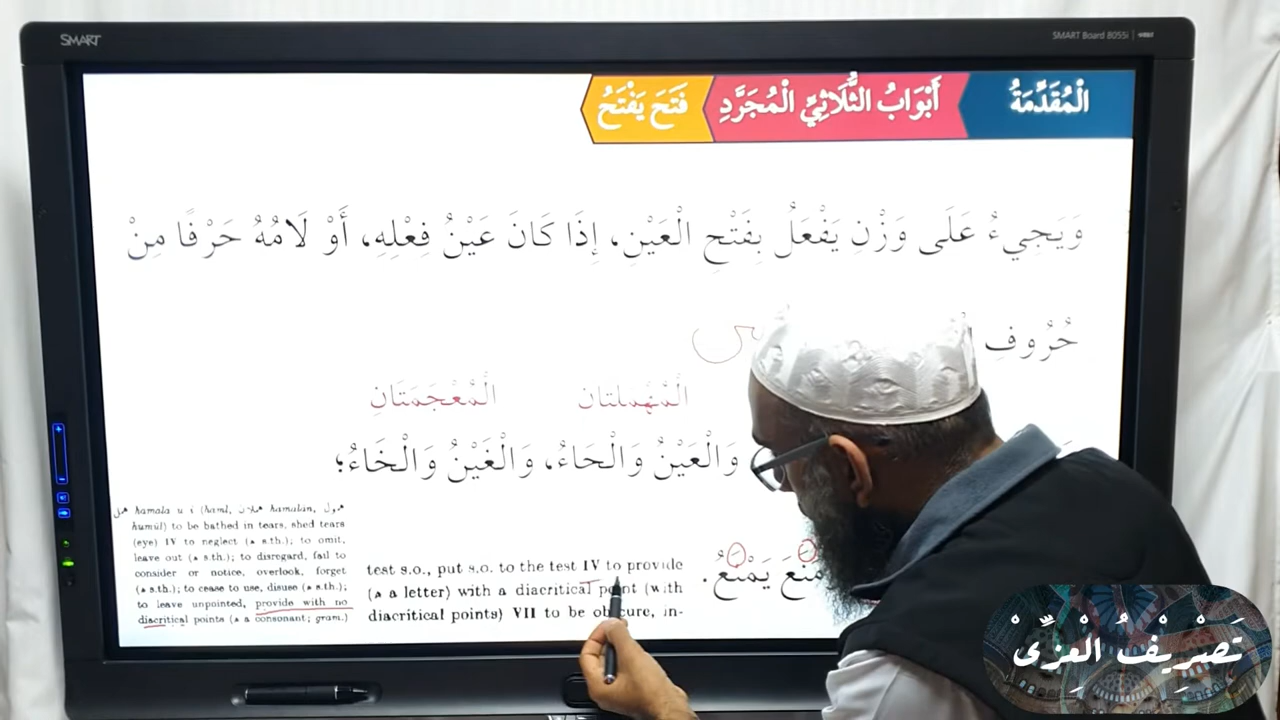 SMART
SMART Board 8055i
الْمُقَدِّمَةُ
أَبْوَابُ الثُّلَاثِيِّ الْمُجَرَّدِ
فَتَحَ يَفْتَحُ
وَيَجِيءُ عَلَى وَزْنِ يَفْعَلُ بِفَتْحِ الْعَيْنِ، إِذَا كَانَ عَيْنُ فِعْلِهِ، أَوْ لَامُهُ حَرْفًا مِنْ
حُرُوفِ
الْمُهْمَلتان الْمُعْجَمَتَانِ
وَالْعَيْنُ وَالْحَاءُ، وَالْغَيْنُ وَالْخَاءُ؛
مَنَعَ يَمْنَعُ.
hamala u i (haml, هملان hamalān, همول
humūl) to be bathed in tears, shed tears
(eye) IV to neglect (ه s.th.); to omit,
leave out (ه s.th.); to disregard, fail to
consider or notice, overlook, forget
(ه s.th.); to cease to use, disuse (ه s.th.);
to leave unpointed, provide with no
diacritical points (ه a consonant; gram.)
test s.o., put s.o. to the test IV to provide
(ه a letter) with a diacritical point (with
diacritical points) VII to be obscure, in-
تَصْرِيْفُ الْعِزِّىْ